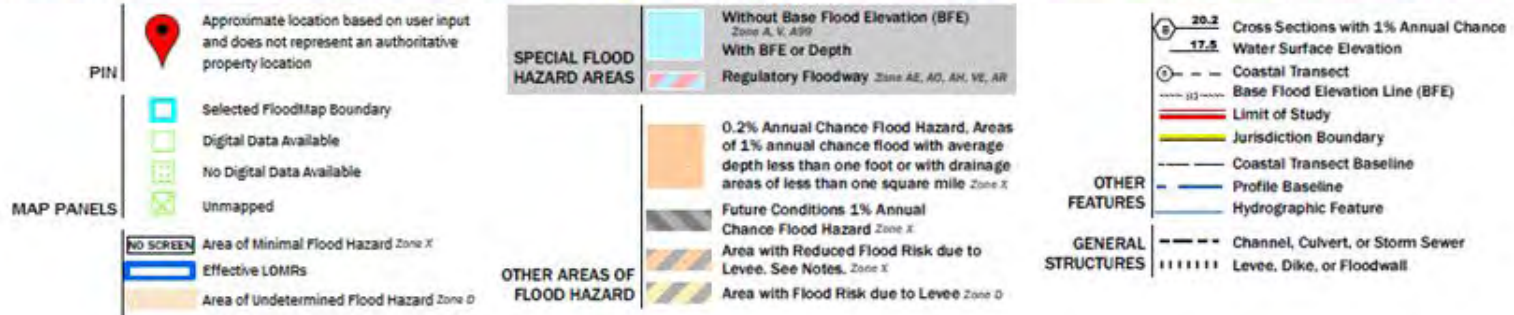 PIN
Approximate location based on user input
and does not represent an authoritative
property location
MAP PANELS
Selected FloodMap Boundary
Digital Data Available
No Digital Data Available
Unmapped
NO SCREEN Area of Minimal Flood Hazard Zone X
Effective LOMRs
Area of Undetermined Flood Hazard Zone D
SPECIAL FLOOD
HAZARD AREAS
Without Base Flood Elevation (BFE)
Zone A, V, A99
With BFE or Depth
Regulatory Floodway Zone AE, AO, AH, VE, AR
OTHER AREAS OF
FLOOD HAZARD
0.2% Annual Chance Flood Hazard, Areas
of 1% annual chance flood with average
depth less than one foot or with drainage
areas of less than one square mile Zone X
Future Conditions 1% Annual
Chance Flood Hazard Zone X
Area with Reduced Flood Risk due to
Levee. See Notes. Zone X
Area with Flood Risk due to Levee Zone D
OTHER
FEATURES
20.2 Cross Sections with 1% Annual Chance
17.5 Water Surface Elevation
Coastal Transect
Base Flood Elevation Line (BFE)
Limit of Study
Jurisdiction Boundary
Coastal Transect Baseline
Profile Baseline
Hydrographic Feature
GENERAL
STRUCTURES
Channel, Culvert, or Storm Sewer
Levee, Dike, or Floodwall